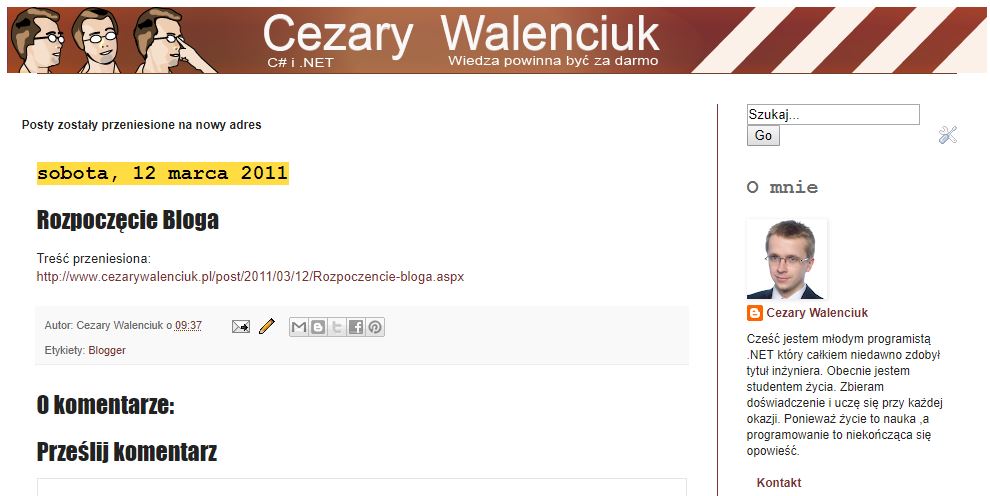 Cezary Walenciuk
C# i .NET
Wiedza powinna być za darmo
Posty zostały przeniesione na nowy adres
sobota, 12 marca 2011
Rozpoczęcie Bloga
Treść przeniesiona:
http://www.cezarywalenciuk.pl/post/2011/03/12/Rozpoczencie-bloga.aspx
Autor: Cezary Walenciuk o 09:37
Etykiety: Blogger
0 komentarze:
Prześlij komentarz
Szukaj...
Go
O mnie
Cezary Walenciuk
Cześć jestem młodym programistą
.NET który całkiem niedawno zdobył
tytuł inżyniera. Obecnie jestem
studentem życia. Zbieram
doświadczenie i uczę się przy każdej
okazji. Ponieważ życie to nauka ,a
programowanie to niekończąca się
opowieść.
Kontakt